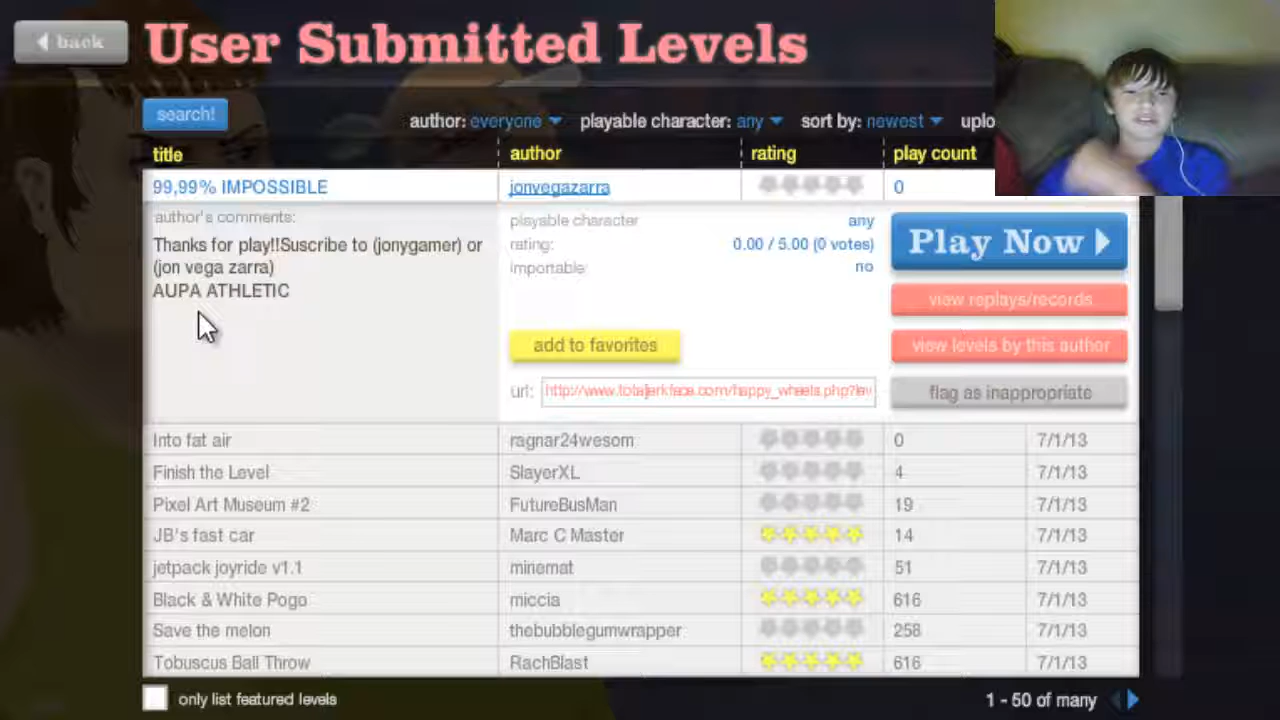 back
User Submitted Levels
search!
author: everyone playable character: any sort by: newest uplo
title author rating play count
99,99% IMPOSSIBLE jonvegazarra 0
author's comments:
Thanks for play!!Suscribe to (jonygamer) or
(jon vega zarra)
AUPA ATHLETIC
playable character any
rating: 0.00 / 5.00 (0 votes)
importable: no
add to favorites
url: http://www.totaljerkface.com/happy_wheels.php?lev
Play Now
view replays/records
view levels by this author
flag as inappropriate
Into fat air ragnar24wesom 0 7/1/13
Finish the Level SlayerXL 4 7/1/13
Pixel Art Museum #2 FutureBusMan 19 7/1/13
JB's fast car Marc C Master 14 7/1/13
jetpack joyride v1.1 minemat 51 7/1/13
Black & White Pogo miccia 616 7/1/13
Save the melon thebubblegumwrapper 258 7/1/13
Tobuscus Ball Throw RachBlast 616 7/1/13
only list featured levels 1 - 50 of many